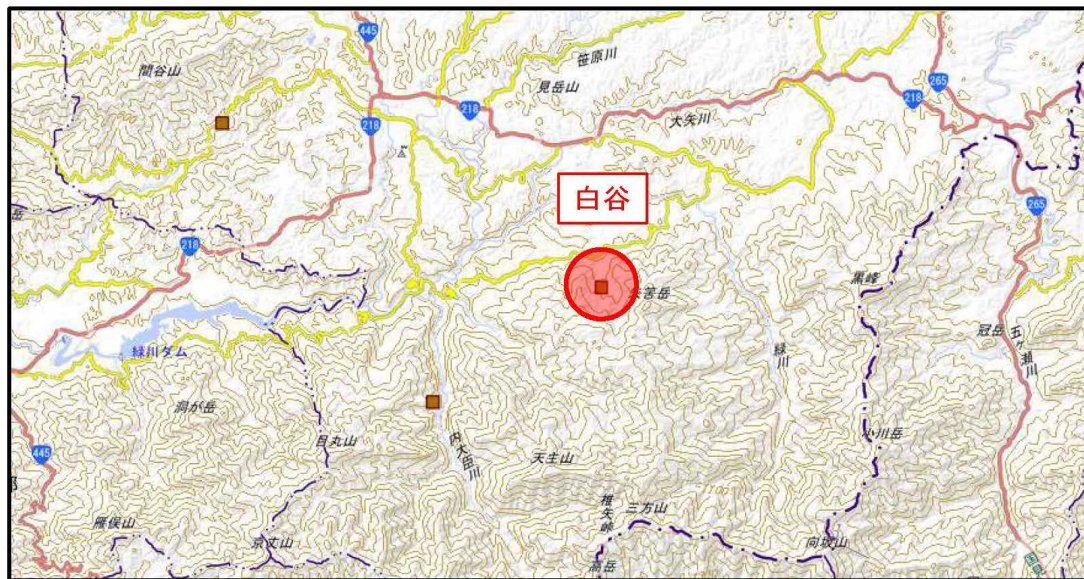 445
265
間谷山
笹原川
見岳山
218
218
218
大矢川
白谷
265
218
黒峰
冠岳
五ヶ瀬川
緑川ダム
緑川
洞が岳
目丸山
小川岳
445
内大臣川
天主山
椎矢峠
三方山
雁俣山
京丈山
高岳
向坂山
岳